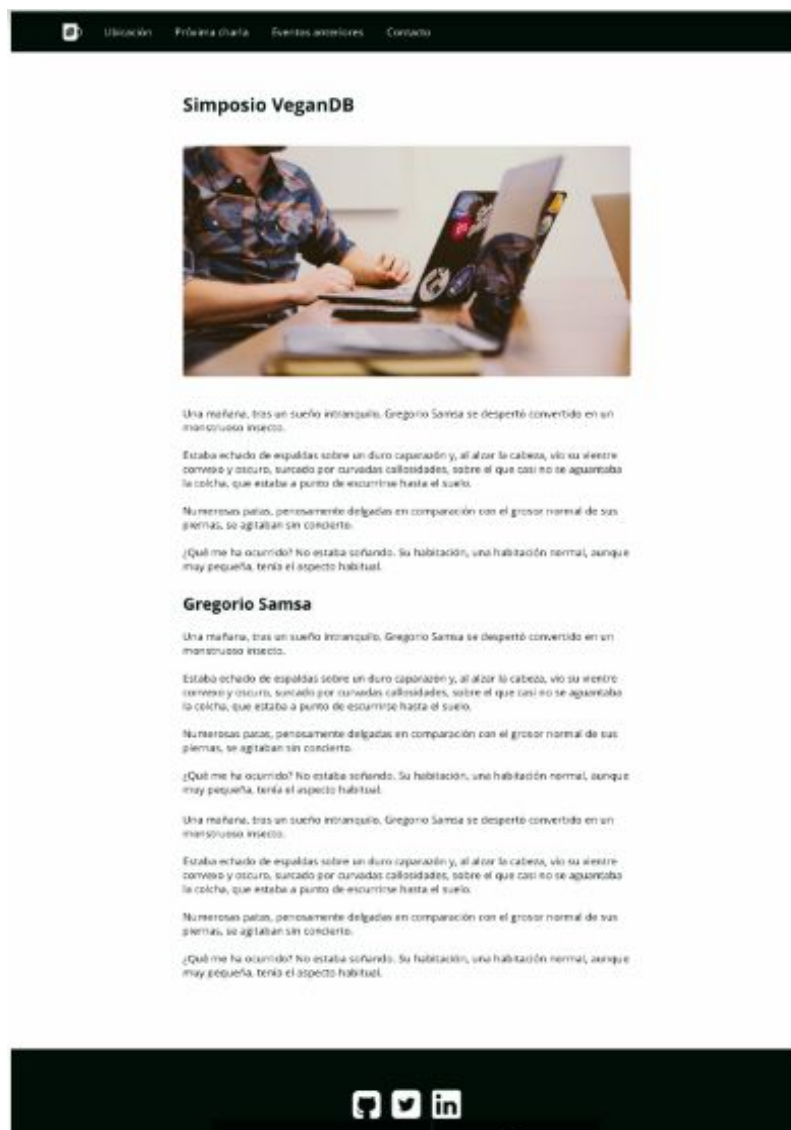 Ubicación Próxima charla Eventos anteriores Contacto
Simposio VeganDB
Una mañana, tras un sueño intranquilo, Gregorio Samsa se despertó convertido en un
monstruoso insecto.
Estaba echado de espaldas sobre un duro caparazón y, al alzar la cabeza, vio su vientre
convexo y oscuro, surcado por curvadas callosidades, sobre el que casi no se aguantaba
la colcha, que estaba a punto de escurrirse hasta el suelo.
Numerosas patas, penosamente delgadas en comparación con el grosor normal de sus
piernas, se agitaban sin concierto.
¿Qué me ha ocurrido? No estaba soñando. Su habitación, una habitación normal, aunque
muy pequeña, tenía el aspecto habitual.
Gregorio Samsa
Una mañana, tras un sueño intranquilo, Gregorio Samsa se despertó convertido en un
monstruoso insecto.
Estaba echado de espaldas sobre un duro caparazón y, al alzar la cabeza, vio su vientre
convexo y oscuro, surcado por curvadas callosidades, sobre el que casi no se aguantaba
la colcha, que estaba a punto de escurrirse hasta el suelo.
Numerosas patas, penosamente delgadas en comparación con el grosor normal de sus
piernas, se agitaban sin concierto.
¿Qué me ha ocurrido? No estaba soñando. Su habitación, una habitación normal, aunque
muy pequeña, tenía el aspecto habitual.
Una mañana, tras un sueño intranquilo, Gregorio Samsa se despertó convertido en un
monstruoso insecto.
Estaba echado de espaldas sobre un duro caparazón y, al alzar la cabeza, vio su vientre
convexo y oscuro, surcado por curvadas callosidades, sobre el que casi no se aguantaba
la colcha, que estaba a punto de escurrirse hasta el suelo.
Numerosas patas, penosamente delgadas en comparación con el grosor normal de sus
piernas, se agitaban sin concierto.
¿Qué me ha ocurrido? No estaba soñando. Su habitación, una habitación normal, aunque
muy pequeña, tenía el aspecto habitual.
in